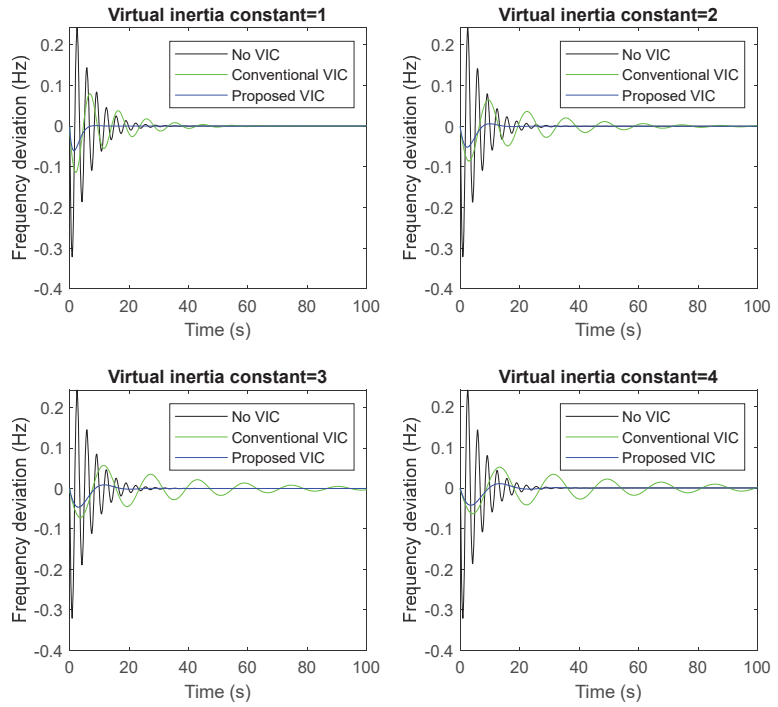 Virtual inertia constant=1
Frequency deviation (Hz)
0.2
0.1
0
-0.1
-0.2
-0.3
-0.4
No VIC
Conventional VIC
Proposed VIC
0 20 40 60 80 100
Time (s)
Virtual inertia constant=2
Frequency deviation (Hz)
0.2
0.1
0
-0.1
-0.2
-0.3
-0.4
No VIC
Conventional VIC
Proposed VIC
0 20 40 60 80 100
Time (s)
Virtual inertia constant=3
Frequency deviation (Hz)
0.2
0.1
0
-0.1
-0.2
-0.3
-0.4
No VIC
Conventional VIC
Proposed VIC
0 20 40 60 80 100
Time (s)
Virtual inertia constant=4
Frequency deviation (Hz)
0.2
0.1
0
-0.1
-0.2
-0.3
-0.4
No VIC
Conventional VIC
Proposed VIC
0 20 40 60 80 100
Time (s)